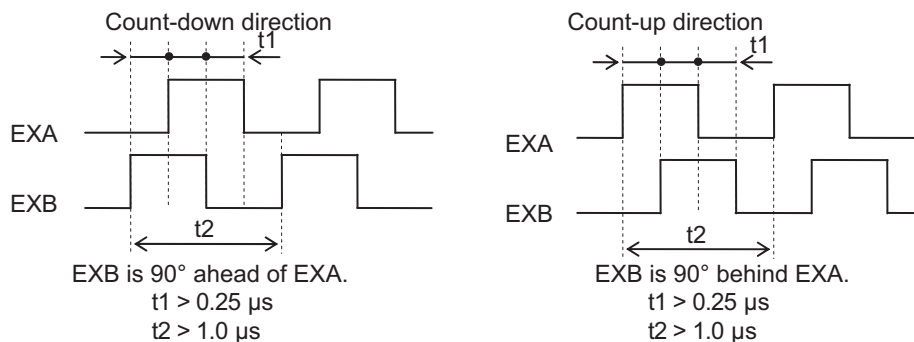 Count-down direction
t1
EXA
EXB
t2
EXB is 90° ahead of EXA.
t1 > 0.25 µs
t2 > 1.0 µs
Count-up direction
t1
EXA
EXB
t2
EXB is 90° behind EXA.
t1 > 0.25 µs
t2 > 1.0 µs